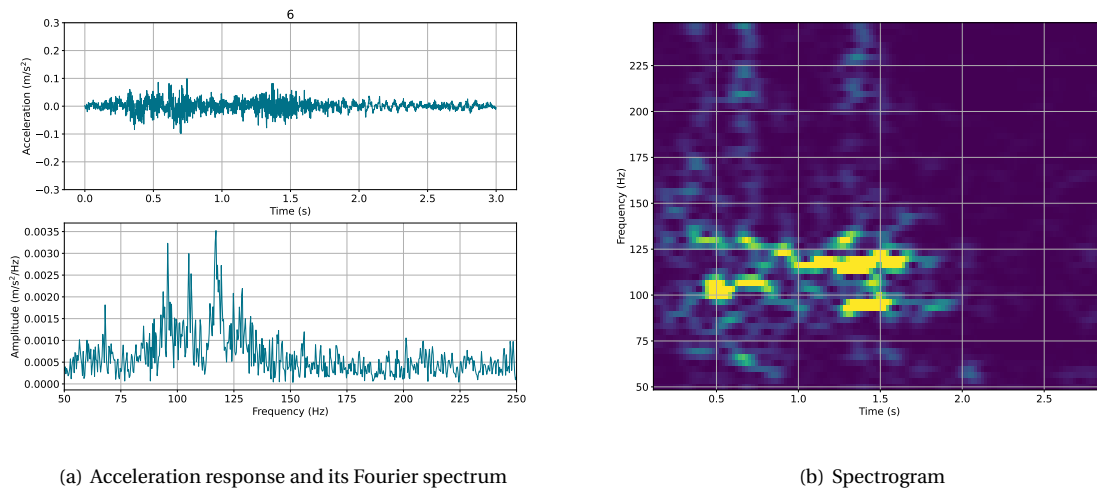 6
0.3
0.2
0.1
0.0
−0.1
−0.2
−0.3
Acceleration (m/s²)
0.0 0.5 1.0 1.5 2.0 2.5 3.0
Time (s)
0.0035
0.0030
0.0025
0.0020
0.0015
0.0010
0.0005
0.0000
Amplitude (m/s²/Hz)
50 75 100 125 150 175 200 225 250
Frequency (Hz)
(a) Acceleration response and its Fourier spectrum
225
200
175
150
125
100
75
50
Frequency (Hz)
0.5 1.0 1.5 2.0 2.5
Time (s)
(b) Spectrogram